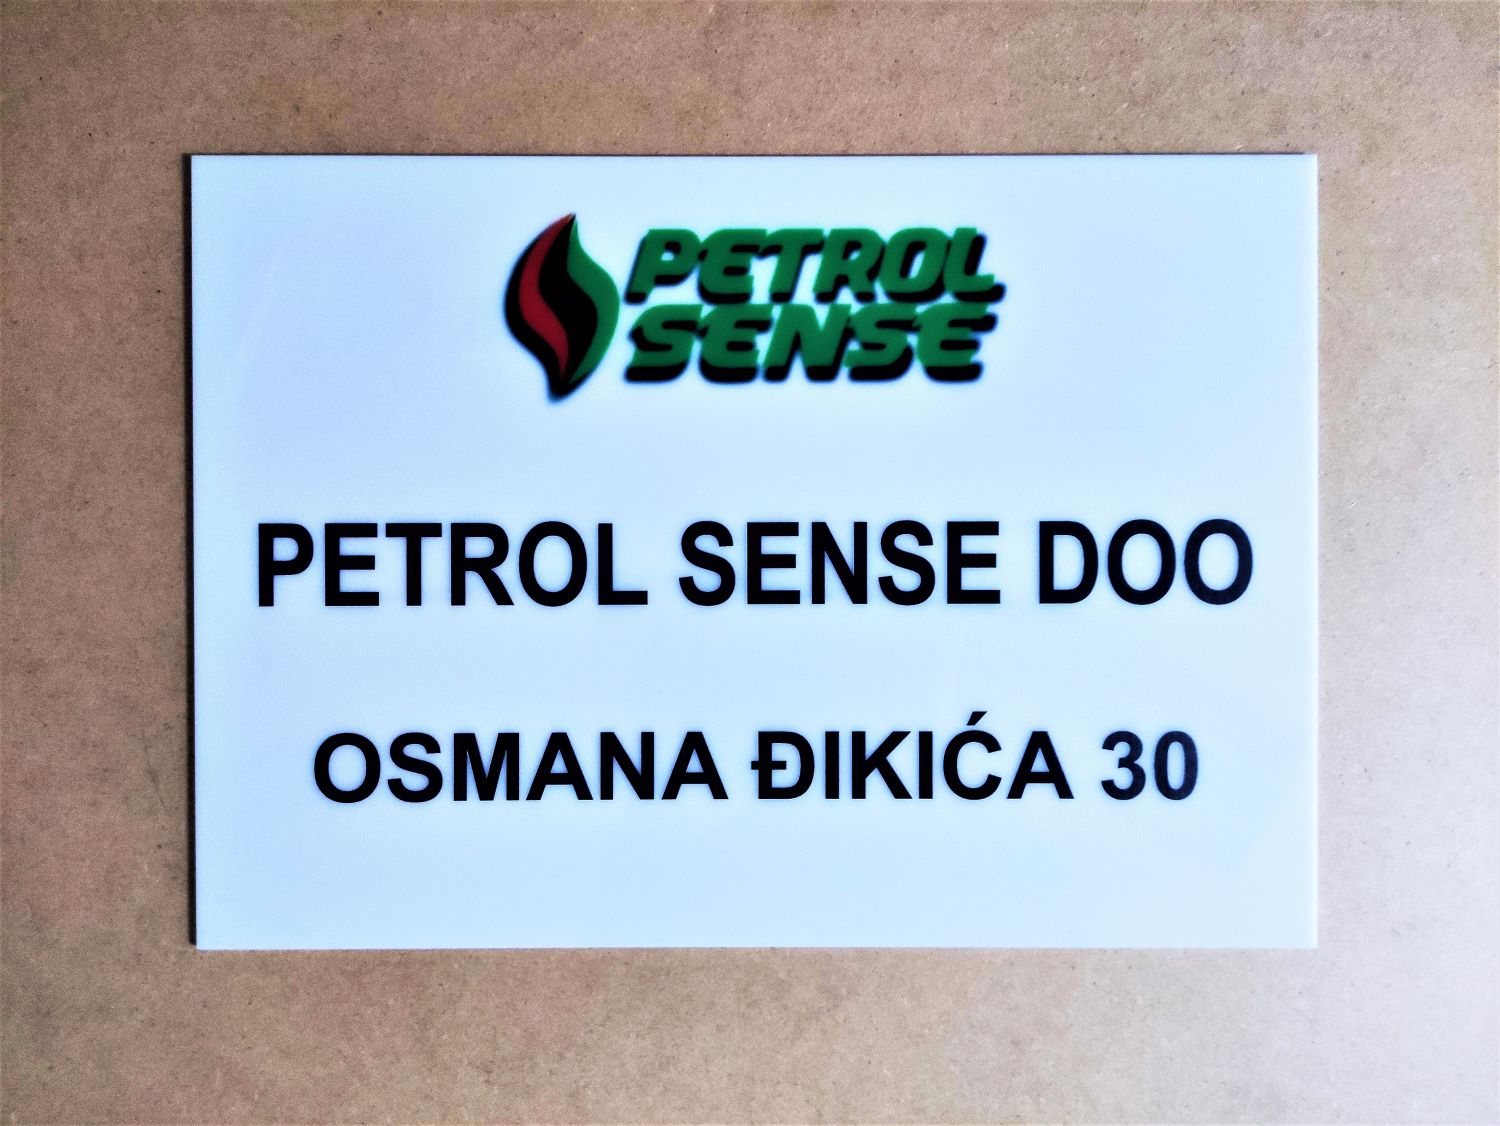 PETROL
SENSE
PETROL SENSE DOO
OSMANA ĐIKIĆA 30